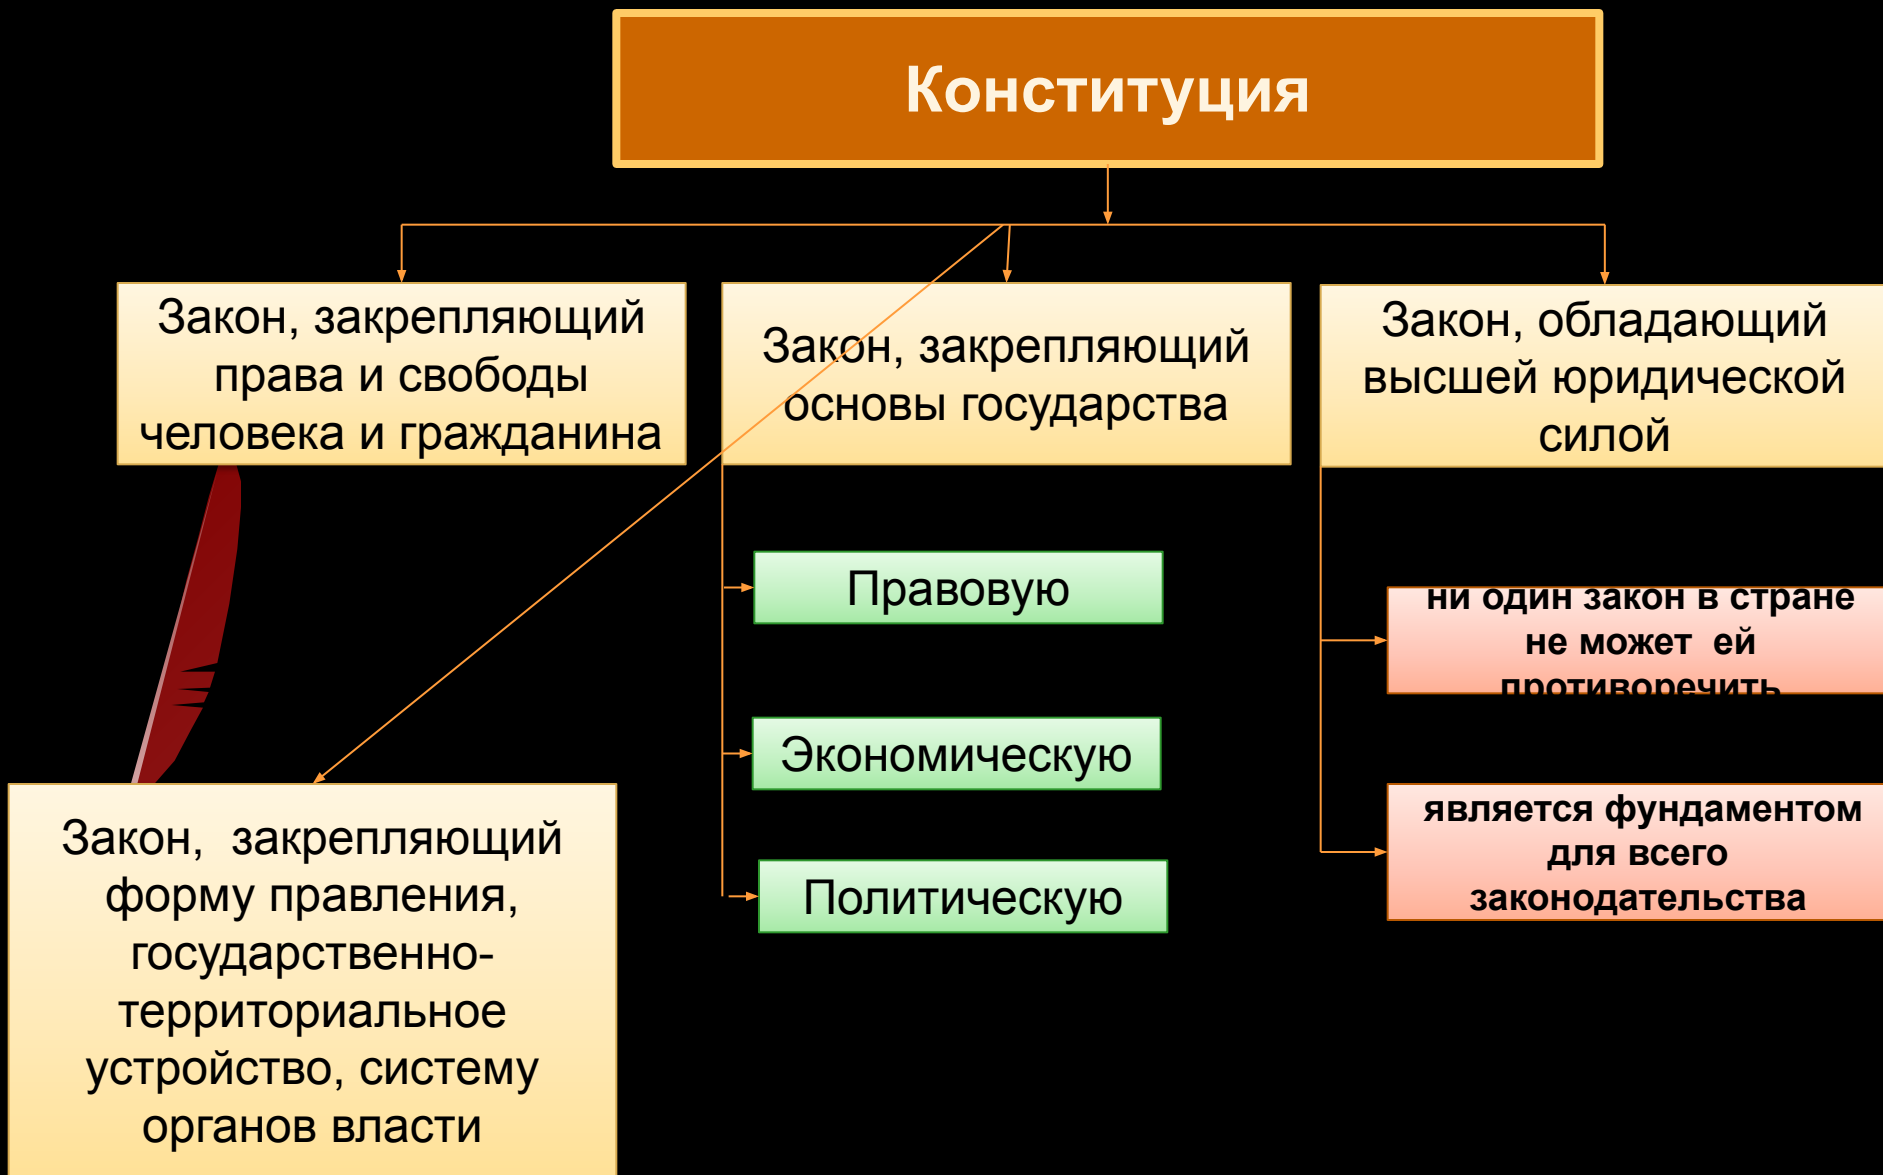 Конституция
Закон, закрепляющий
права и свободы
человека и гражданина
Закон, закрепляющий
основы государства
Закон, обладающий
высшей юридической
силой
Правовую
Экономическую
Политическую
ни один закон в стране
не может  ей
противоречить
является фундаментом
для всего
законодательства
Закон,  закрепляющий
форму правления,
государственно-
территориальное
устройство, систему
органов власти